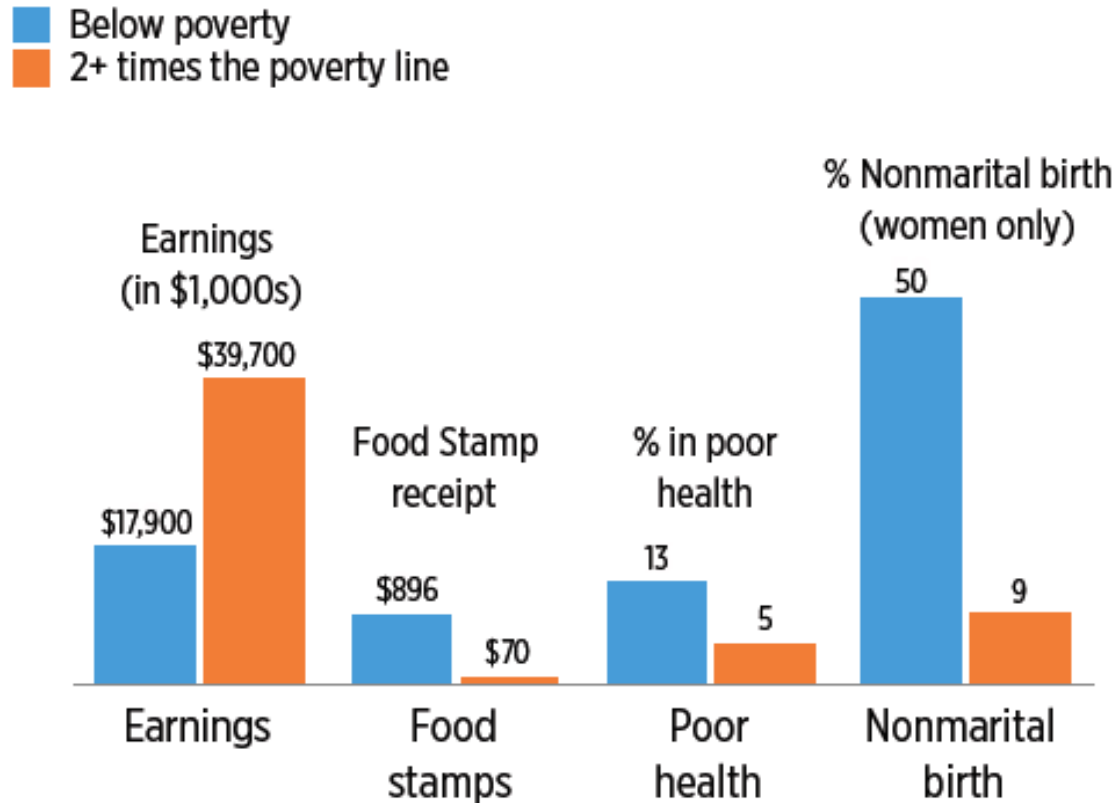 Below poverty
2+ times the poverty line
% Nonmarital birth
(women only)
Earnings
(in $1,000s)
50
$39,700
Food Stamp
receipt
% in poor
health
$17,900
$896
$70
13
5
9
Earnings
Food
stamps
Poor
health
Nonmarital
birth